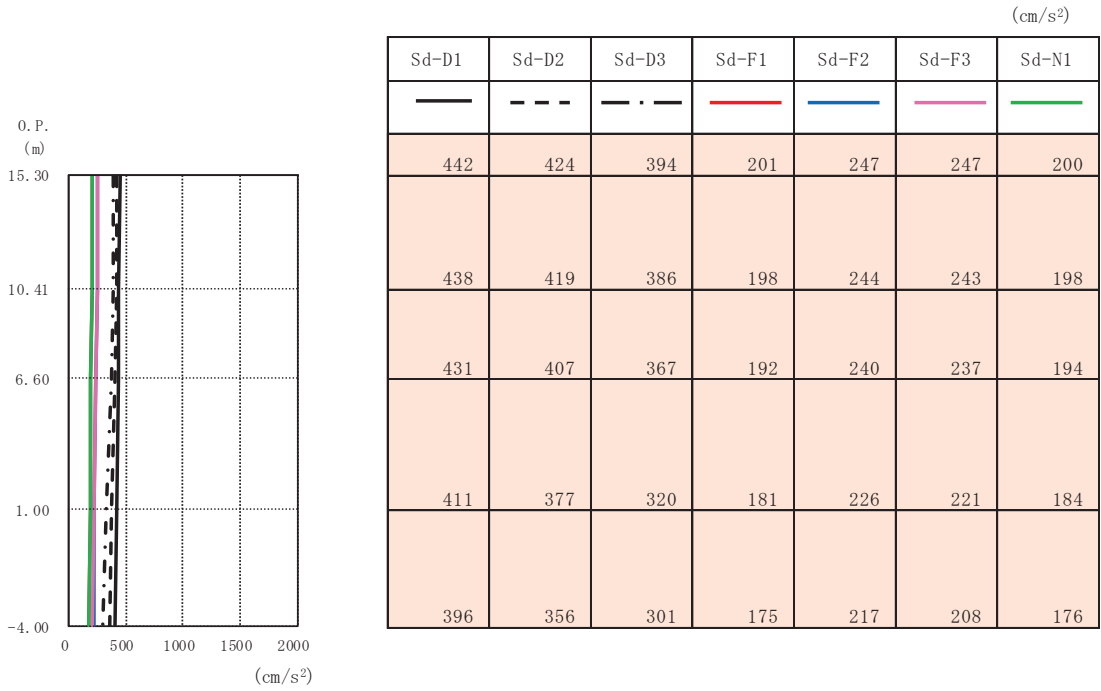 (cm/s²)
Sd-D1 Sd-D2 Sd-D3 Sd-F1 Sd-F2 Sd-F3 Sd-N1
O.P.
(m)
442 424 394 201 247 247 200
15.30
438 419 386 198 244 243 198
10.41
431 407 367 192 240 237 194
6.60
411 377 320 181 226 221 184
1.00
396 356 301 175 217 208 176
-4.00
0 500 1000 1500 2000
(cm/s²)